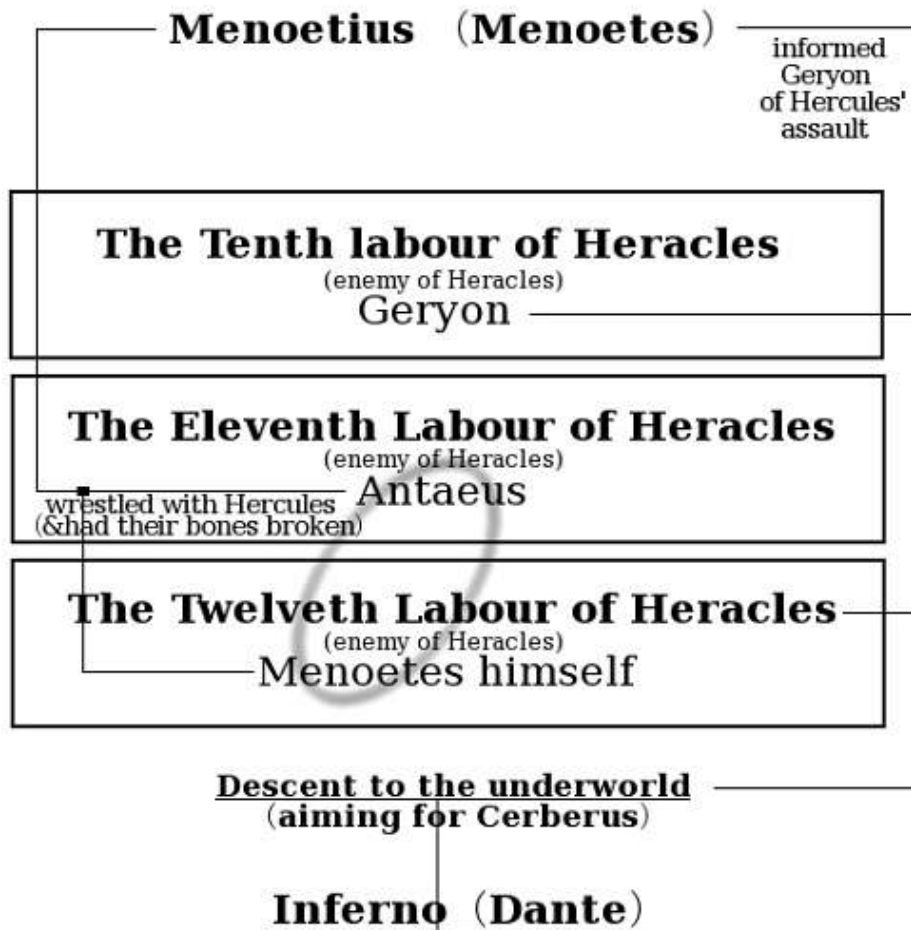 Menoetius (Menoetes)
informed
Geryon
of Hercules'
assault
The Tenth labour of Heracles
(enemy of Heracles)
Geryon
The Eleventh Labour of Heracles
(enemy of Heracles)
Antaeus
wrestled with Hercules
(&had their bones broken)
The Twelveth Labour of Heracles
(enemy of Heracles)
Menoetes himself
Descent to the underworld
(aiming for Cerberus)
Inferno (Dante)